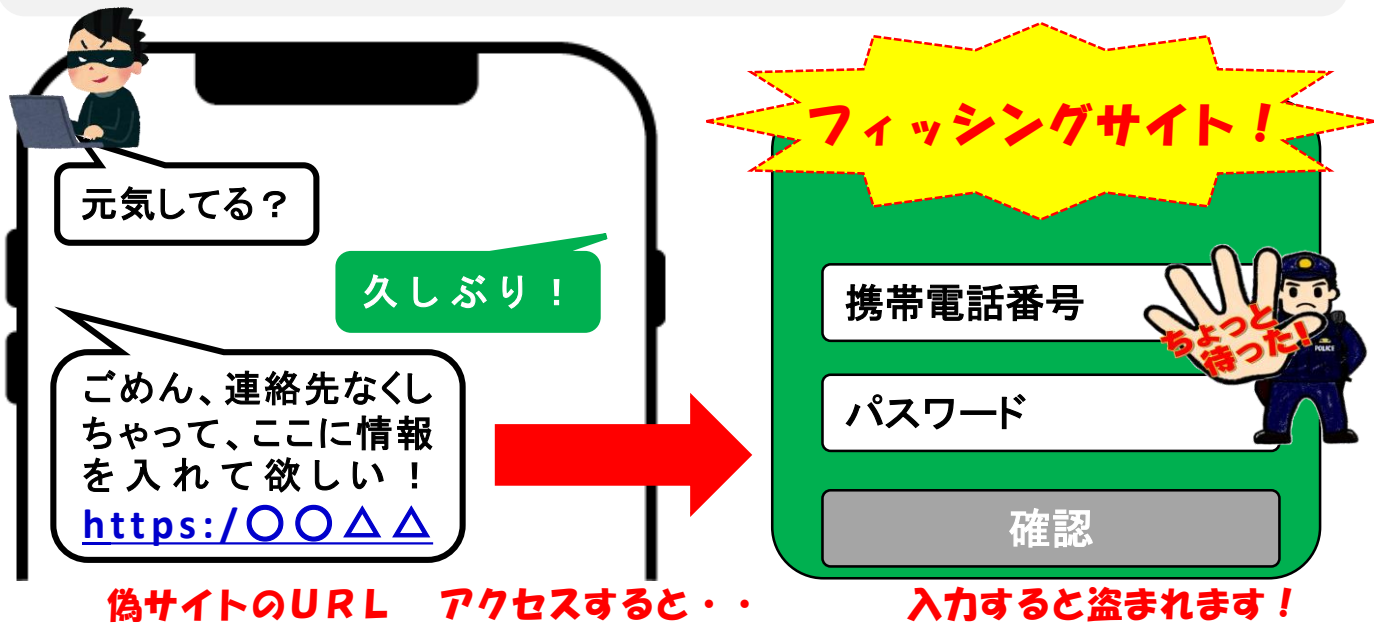 元気してる？
久しぶり！
ごめん、連絡先なくし
ちゃって、ここに情報
を入れて欲しい！
https:/〇〇△△
偽サイトのＵＲＬ　アクセスすると・・
フィッシングサイト！
携帯電話番号
ちょっと
待った!
POLICE
パスワード
確認
入力すると盗まれます！